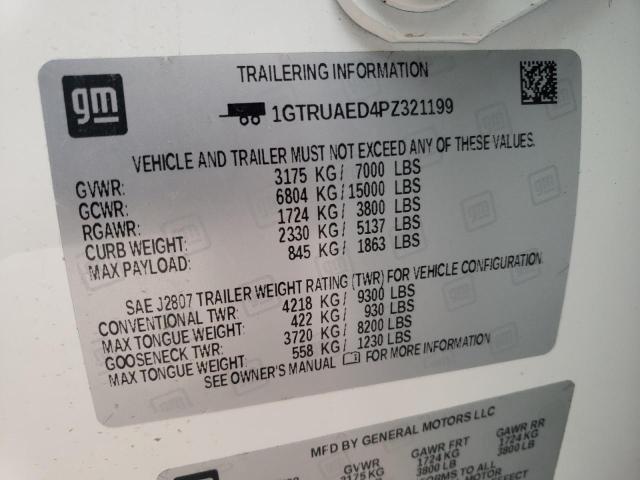 gm
TRAILERING INFORMATION
1GTRUAED4PZ321199
VEHICLE AND TRAILER MUST NOT EXCEED ANY OF THESE VALUES
GVWR: 3175 KG/ 7000 LBS
GCWR: 6804 KG/ 15000 LBS
RGAWR: 1724 KG/ 3800 LBS
CURB WEIGHT: 2330 KG/ 5137 LBS
MAX PAYLOAD: 845 KG/ 1863 LBS
SAE J2807 TRAILER WEIGHT RATING (TWR) FOR VEHICLE CONFIGURATION
CONVENTIONAL TWR: 4218 KG/ 9300 LBS
MAX TONGUE WEIGHT: 422 KG/ 930 LBS
GOOSENECK TWR: 3720 KG/ 8200 LBS
MAX TONGUE WEIGHT: 558 KG/ 1230 LBS
SEE OWNER'S MANUAL FOR MORE INFORMATION
MFD BY GENERAL MOTORS LLC
GVWR GAWR FRT GAWR RR
3175 KG 1724 KG 1724 KG
3800 LB 3800 LB
TO ALL
MOTOR